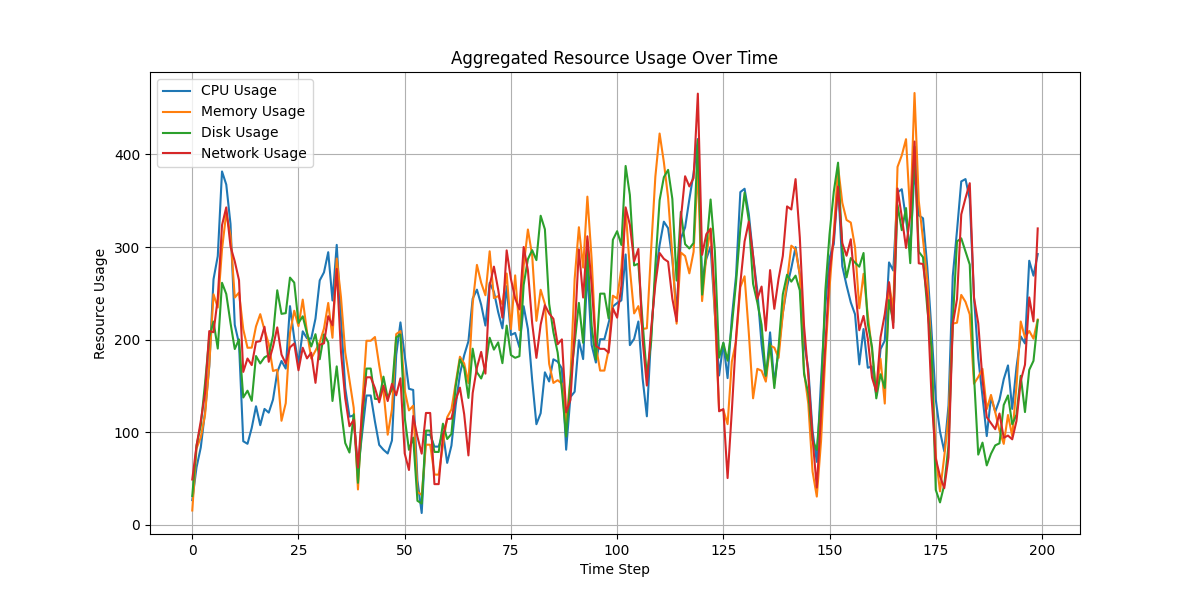 Aggregated Resource Usage Over Time
CPU Usage
Memory Usage
Disk Usage
Network Usage
400
300
200
100
0
Resource Usage
0 25 50 75 100 125 150 175 200
Time Step